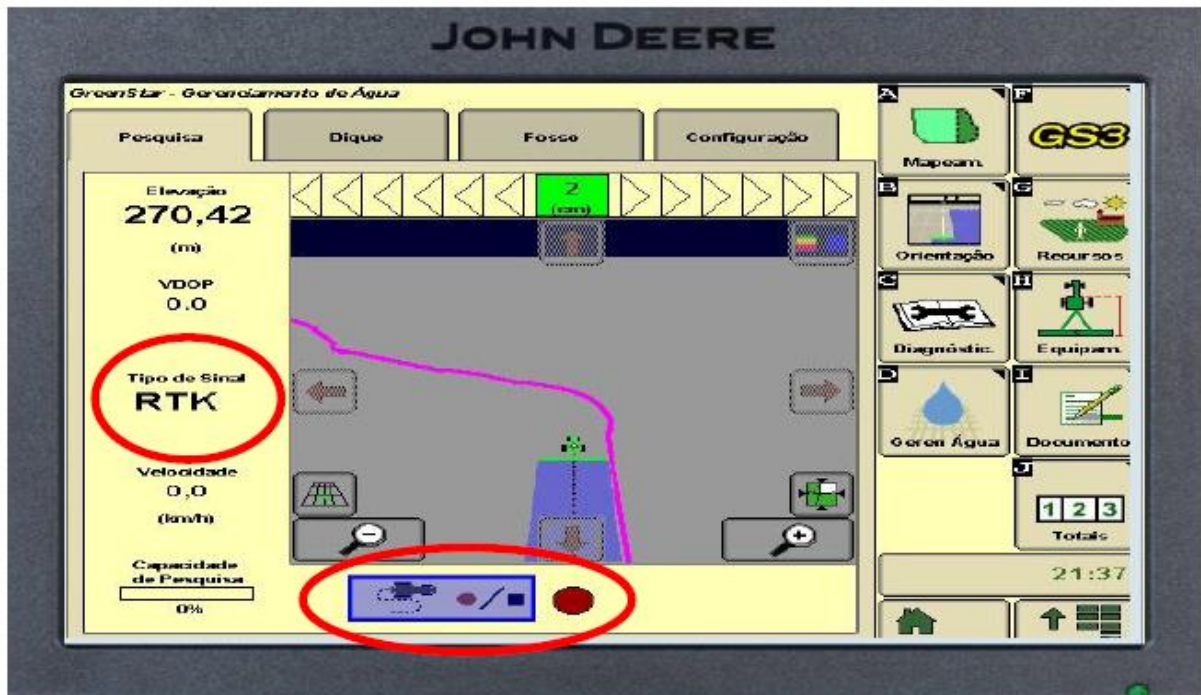 JOHN DEERE
GreenStar - Gerenciamento de Água
Pesquisa
Dique
Fosso
Configuração
Elevação
270,42
(m)
VDOP
0.0
Tipo de Sinal
RTK
Velocidade
0,0
(km/h)
Capacidade
de Pesquisa
0%
2
(cm)
A
Mapeam.
F
GS3
B
Orientação
G
Recursos
C
Diagnóstic.
H
Equipam.
D
Geren Água
I
Documento
J
1 2 3
Totais
21:37